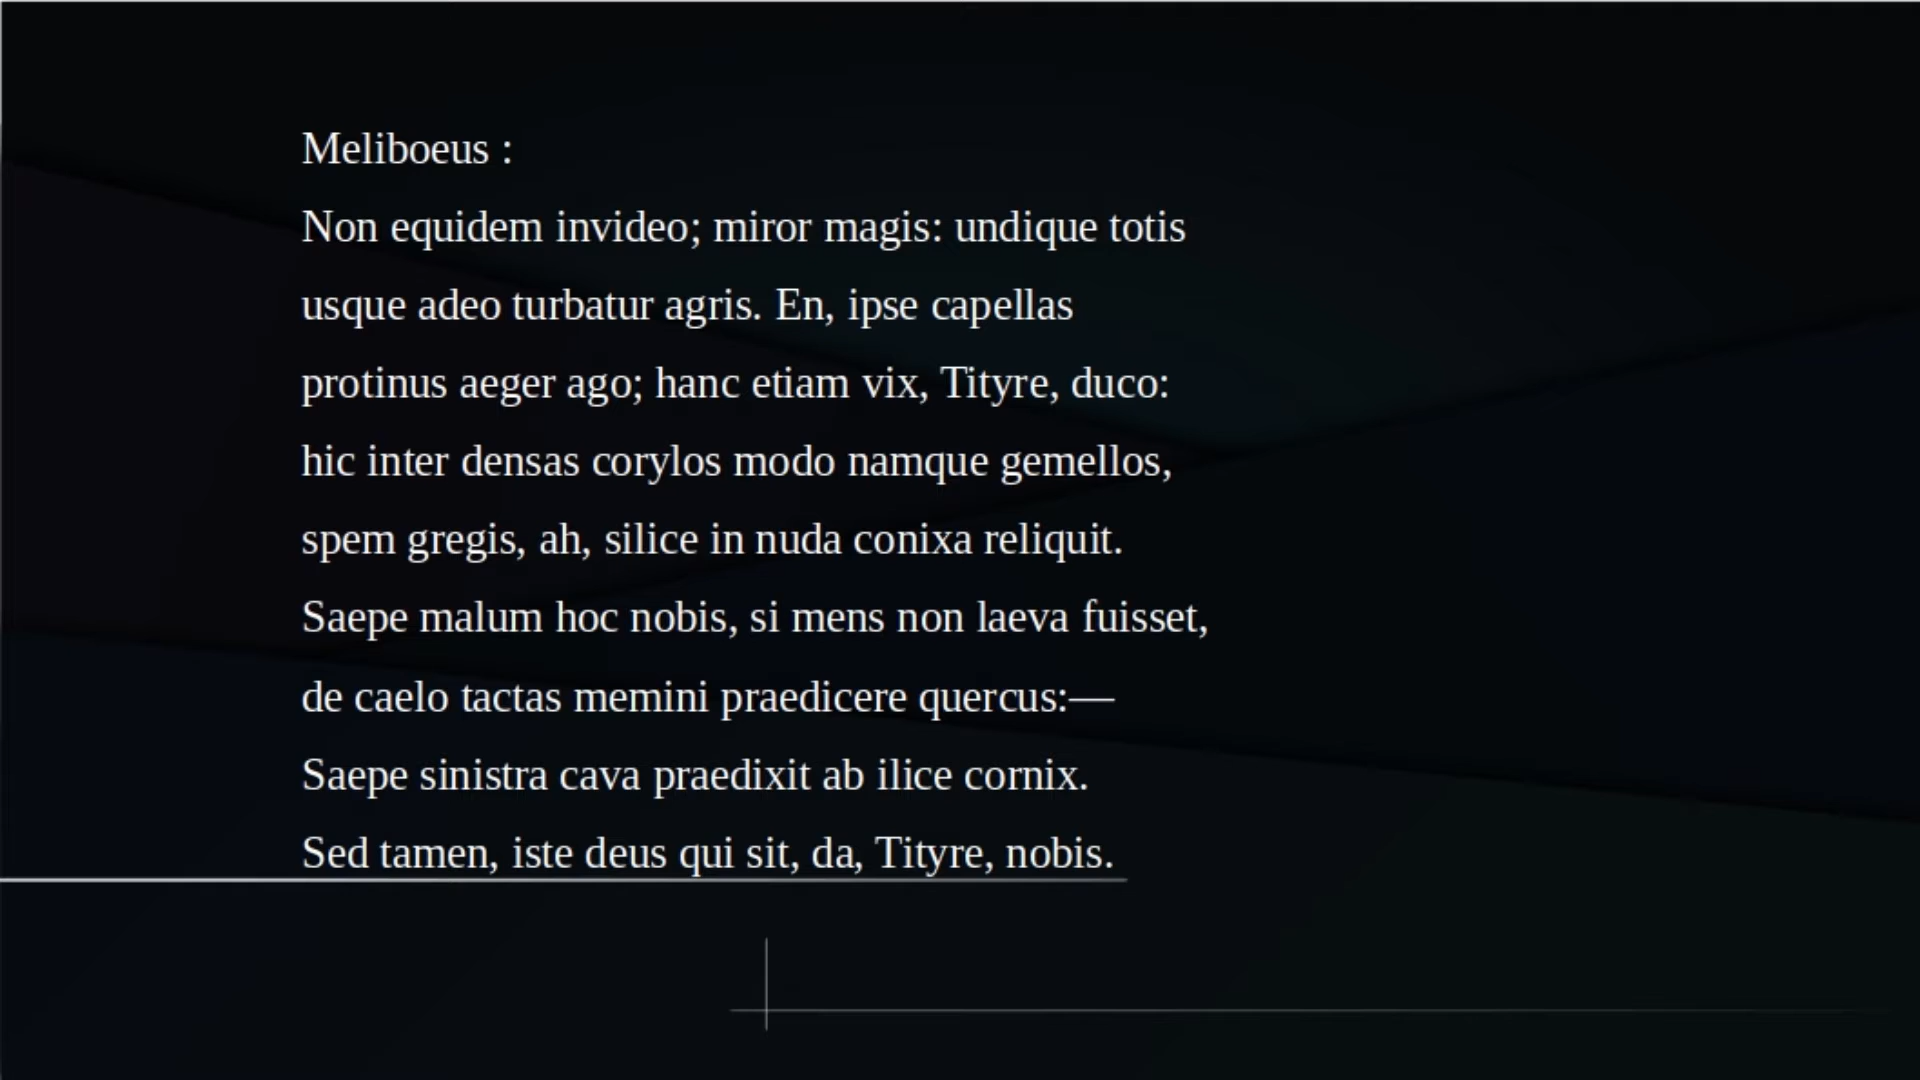 Meliboeus :
Non equidem invideo; miror magis: undique totis
usque adeo turbatur agris. En, ipse capellas
protinus aeger ago; hanc etiam vix, Tityre, duco:
hic inter densas corylos modo namque gemellos,
spem gregis, ah, silice in nuda conixa reliquit.
Saepe malum hoc nobis, si mens non laeva fuisset,
de caelo tactas memini praedicere quercus:—
Saepe sinistra cava praedixit ab ilice cornix.
Sed tamen, iste deus qui sit, da, Tityre, nobis.